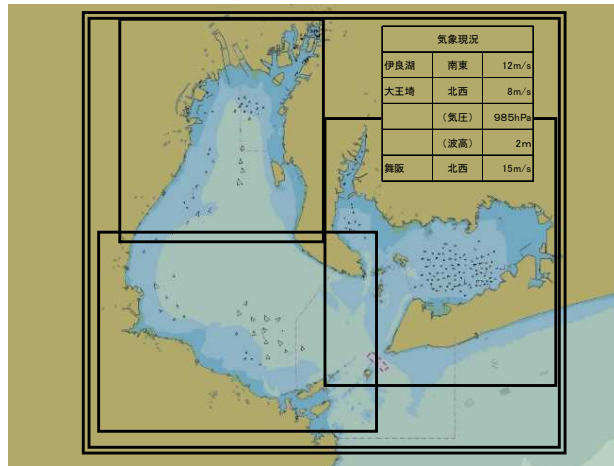 気象現況
伊良湖 南東 12m/s
大王埼 北西 8m/s
（気圧） 985hPa
（波高） 2m
舞阪 北西 15m/s